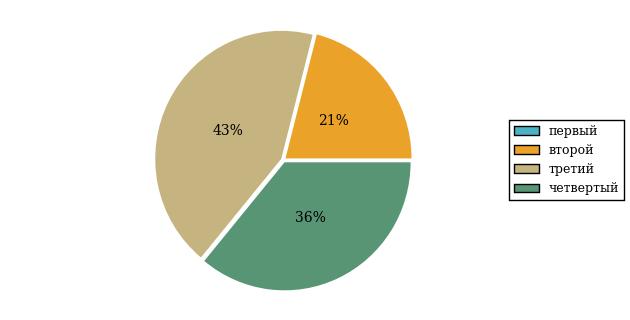 43%
21%
36%
первый
второй
третий
четвертый